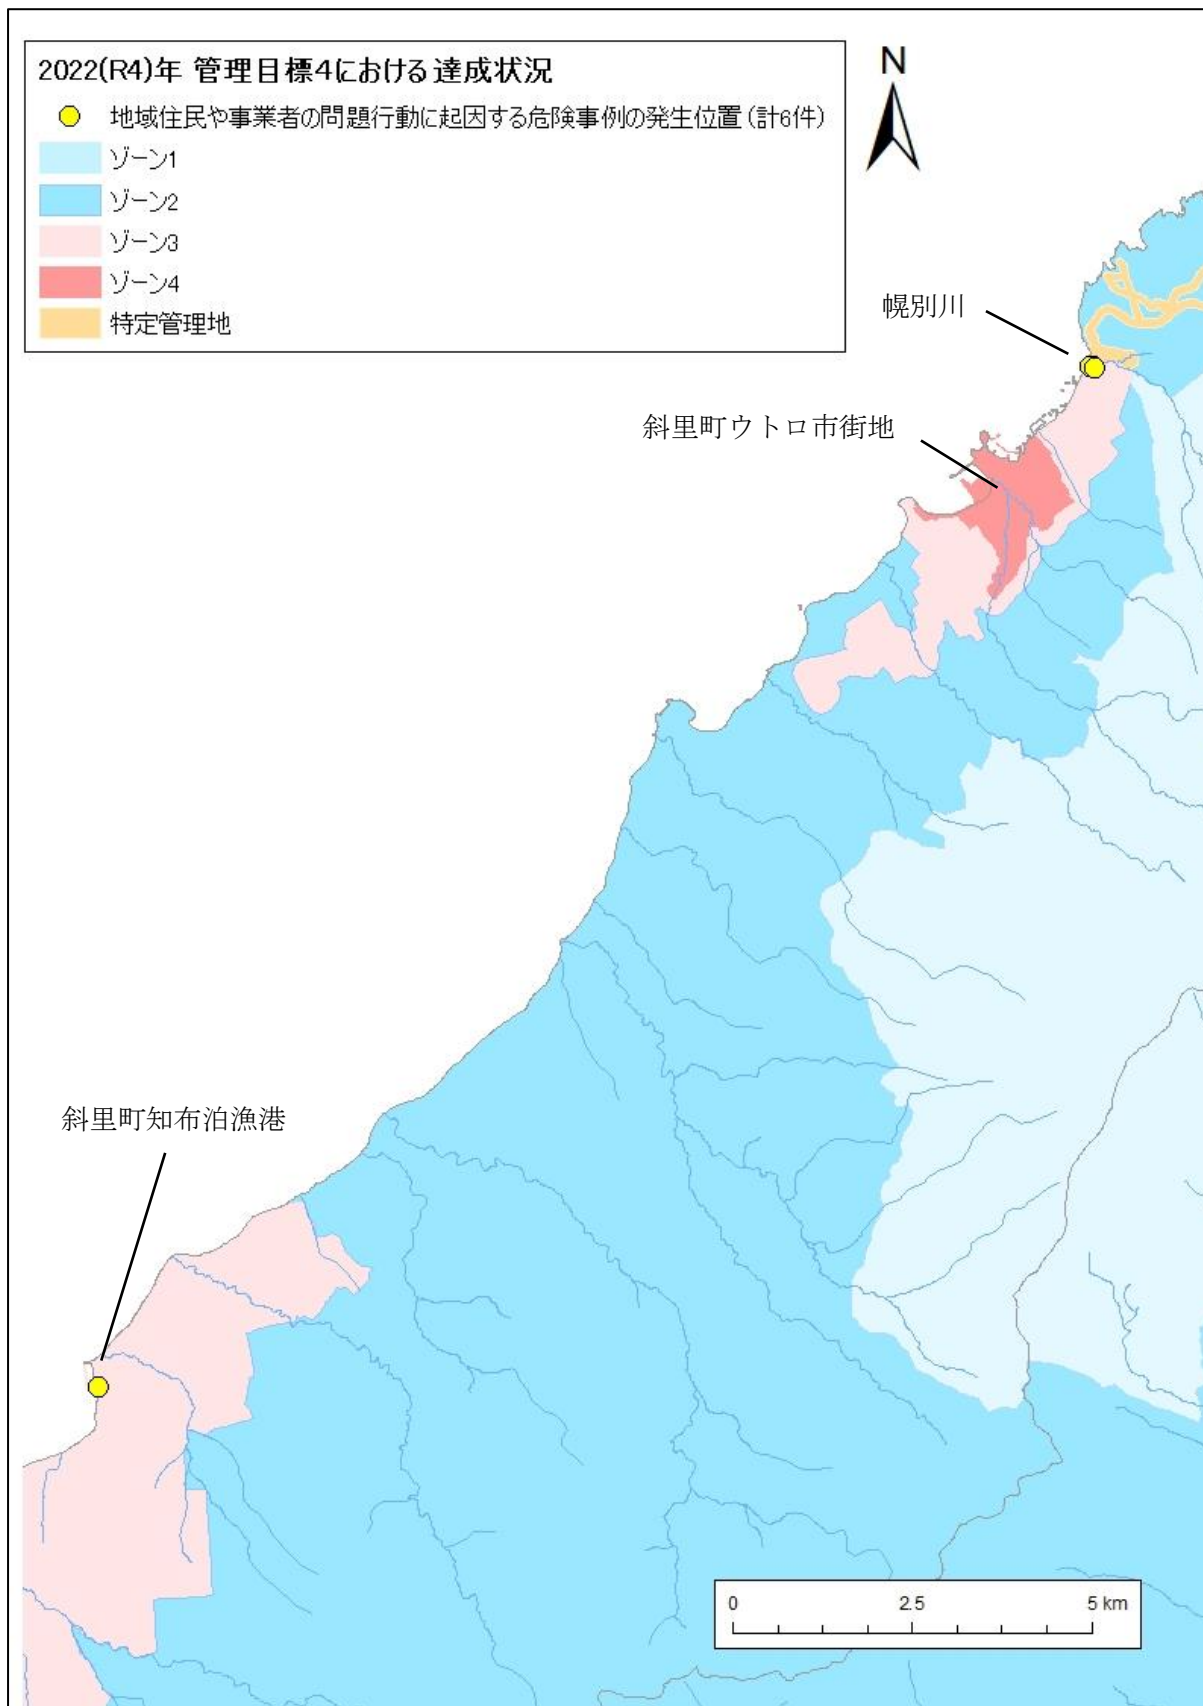 2022(R4)年 管理目標4における達成状況
地域住民や事業者の問題行動に起因する危険事例の発生位置(計6件)
ゾーン1
ゾーン2
ゾーン3
ゾーン4
特定管理地
N
幌別川
斜里町ウトロ市街地
斜里町知布泊漁港
0 2.5 5 km